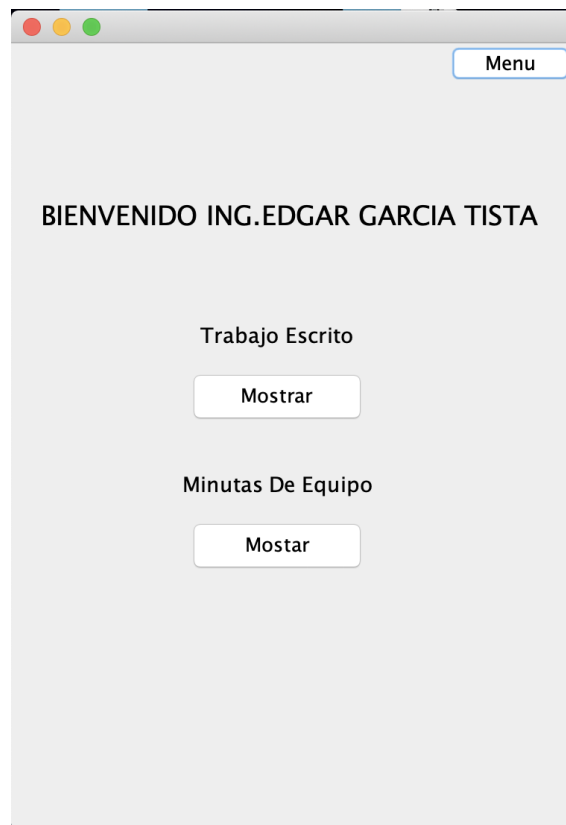 Menu
BIENVENIDO ING.EDGAR GARCIA TISTA
Trabajo Escrito
Mostrar
Minutas De Equipo
Mostar